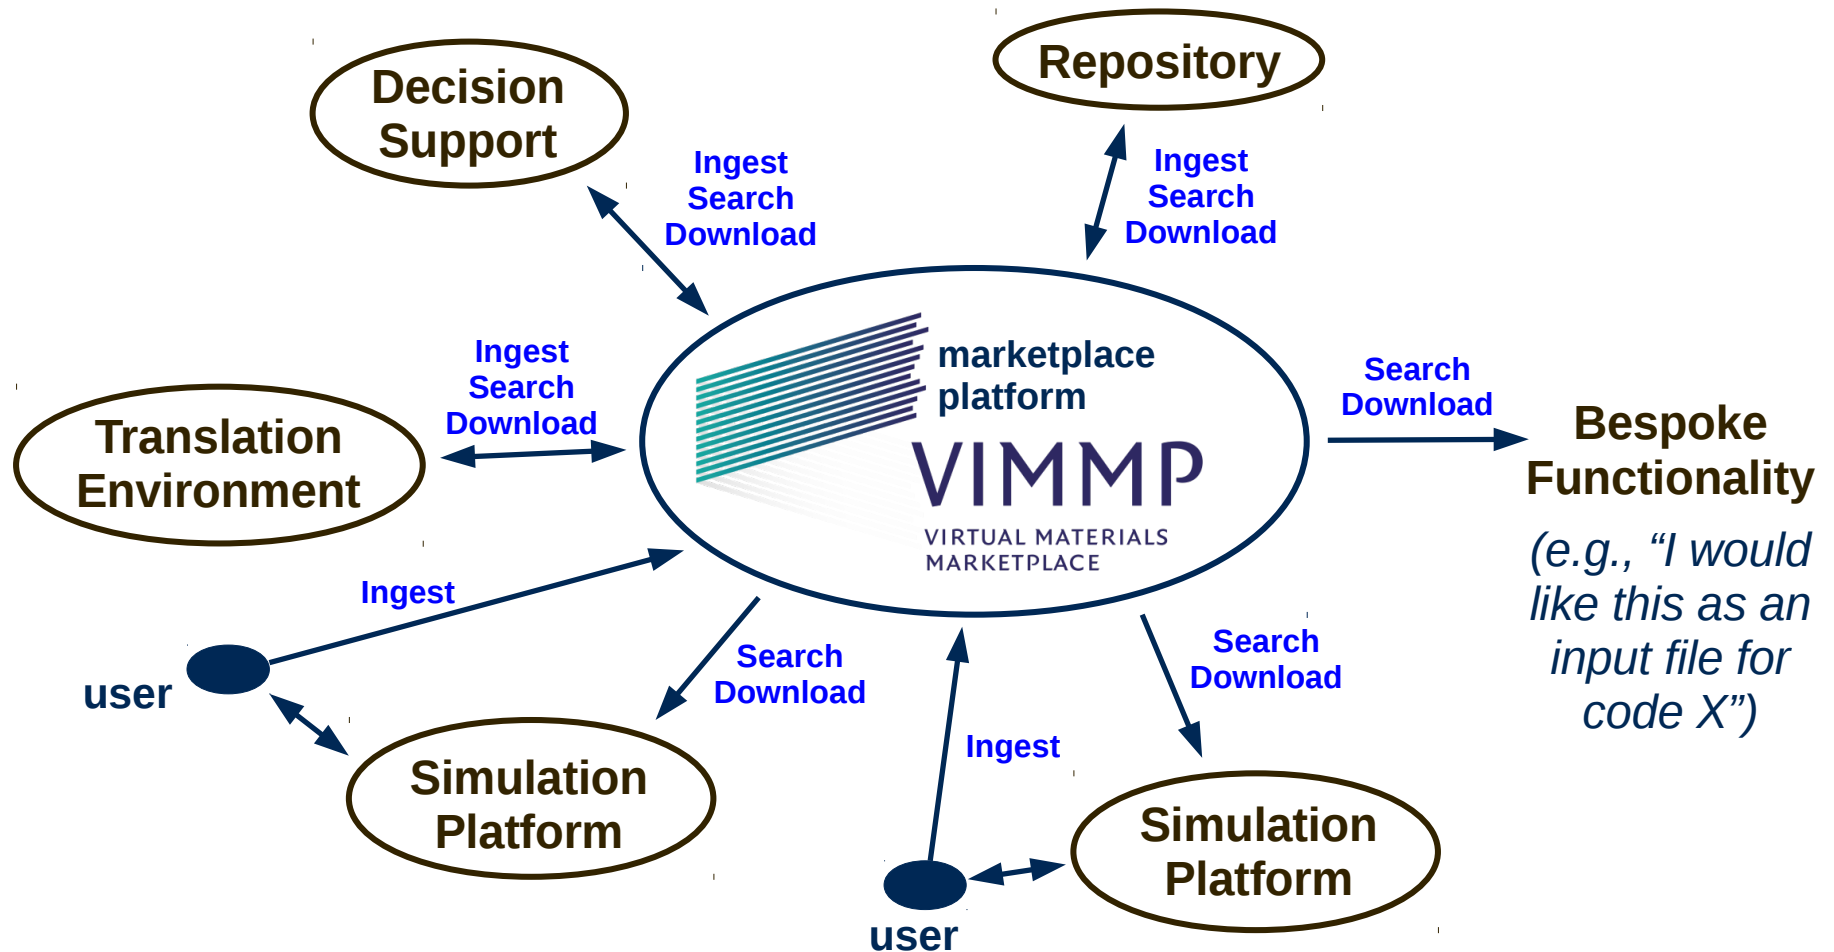 Decision
Support
Repository
Ingest
Search
Download
Ingest
Search
Download
marketplace
platform
VIMMP
VIRTUAL MATERIALS
MARKETPLACE
Ingest
Search
Download
Translation
Environment
Search
Download
Bespoke
Functionality
(e.g., “I would
like this as an
input file for
code X”)
Ingest
user
Search
Download
Simulation
Platform
Search
Download
Ingest
user
Simulation
Platform